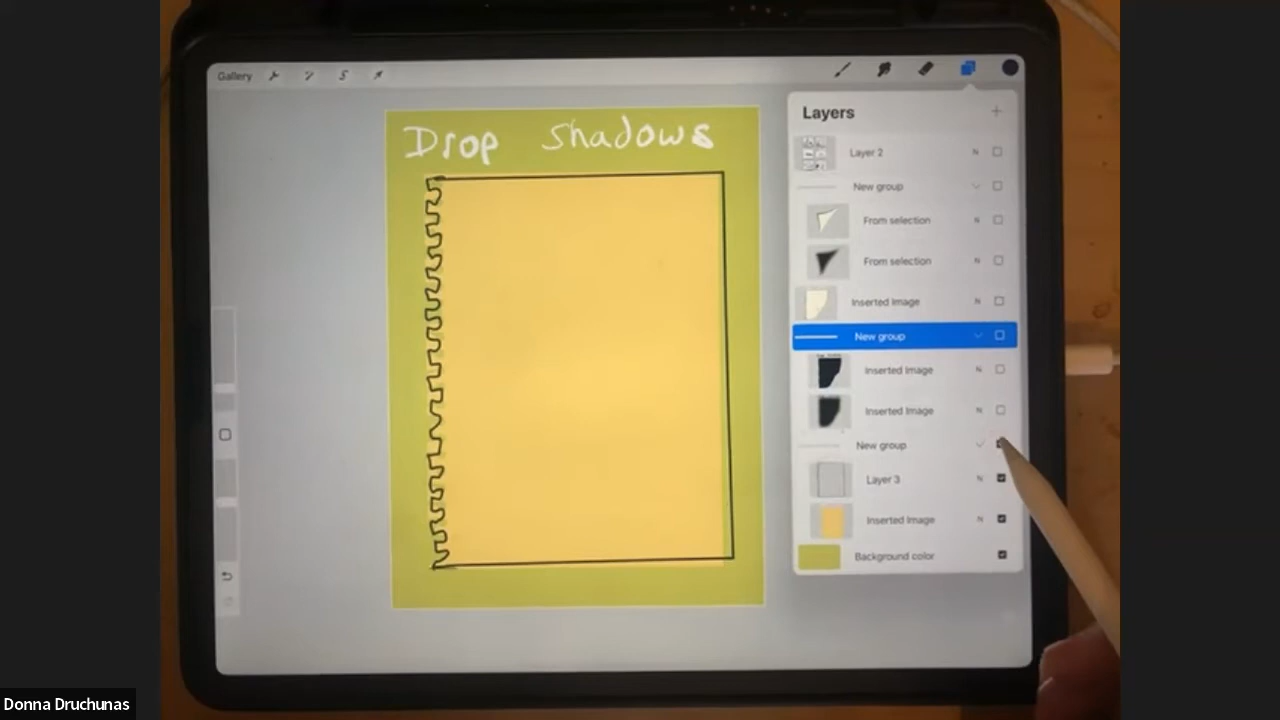 Gallery
Drop Shadows
Layers
Layer 2 N
New group
From selection N
From selection N
Inserted Image N
New group
Inserted Image N
Inserted Image N
New group
Layer 3 N
Inserted Image N
Background color
Donna Druchunas